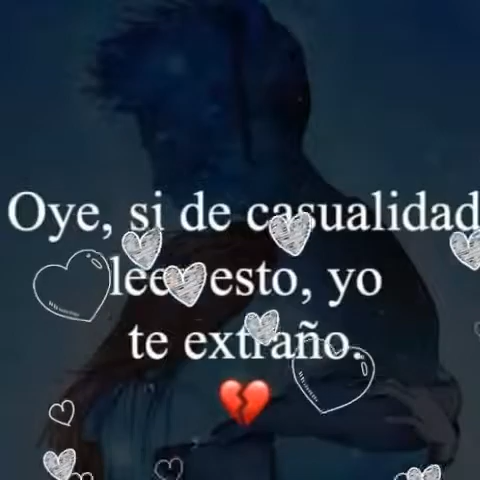 Oye, si de casualidad
lees esto, yo
te extraño.